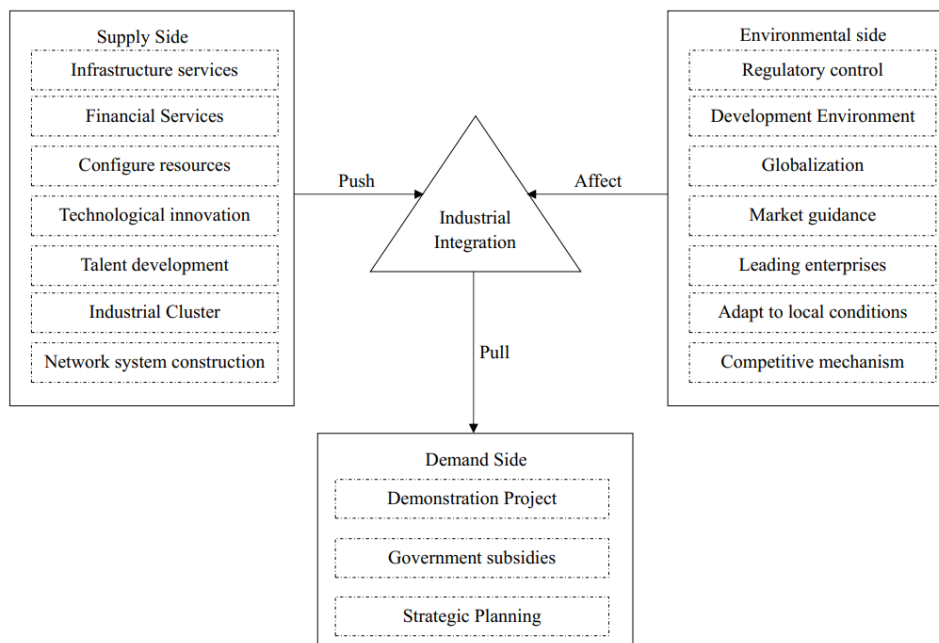 Supply Side
Infrastructure services
Financial Services
Configure resources
Technological innovation
Talent development
Industrial Cluster
Network system construction
Push
Industrial
Integration
Affect
Environmental side
Regulatory control
Development Environment
Globalization
Market guidance
Leading enterprises
Adapt to local conditions
Competitive mechanism
Pull
Demand Side
Demonstration Project
Government subsidies
Strategic Planning